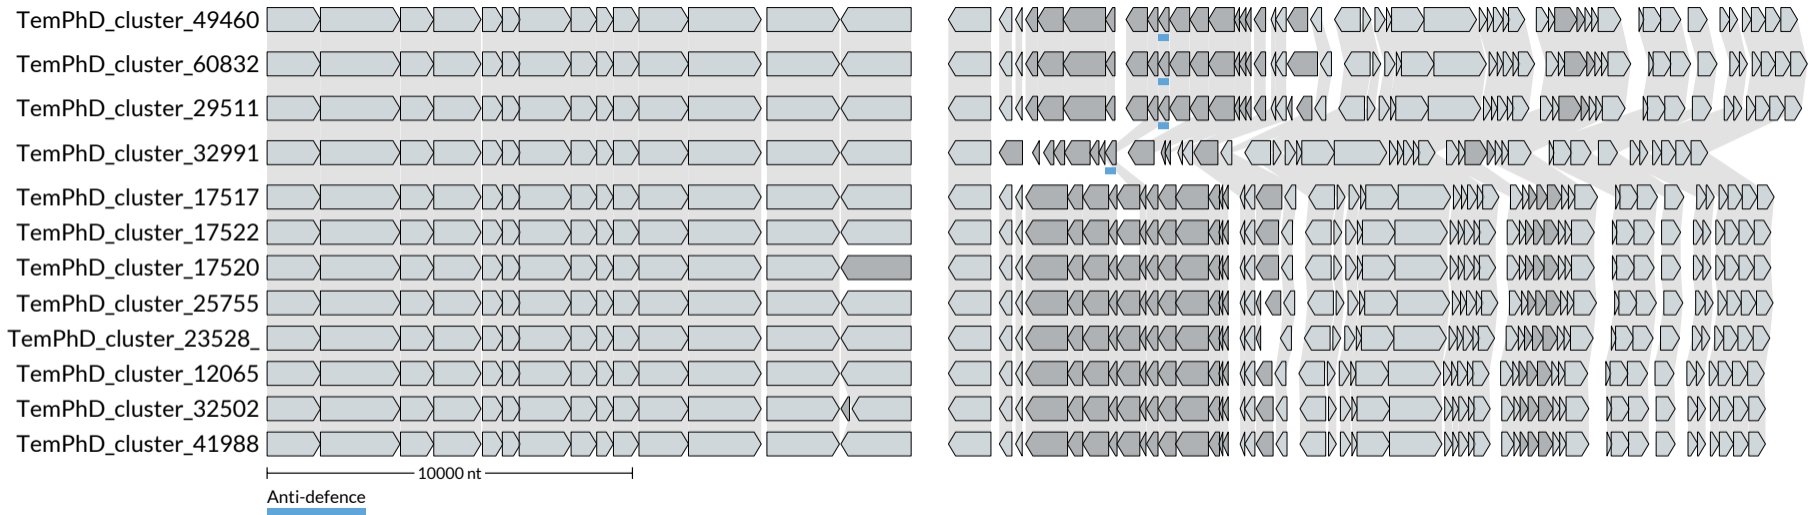 TemPhD_cluster_49460
TemPhD_cluster_60832
TemPhD_cluster_29511
TemPhD_cluster_32991
TemPhD_cluster_17517
TemPhD_cluster_17522
TemPhD_cluster_17520
TemPhD_cluster_25755
TemPhD_cluster_23528_
TemPhD_cluster_12065
TemPhD_cluster_32502
TemPhD_cluster_41988
10000 nt
Anti-defence